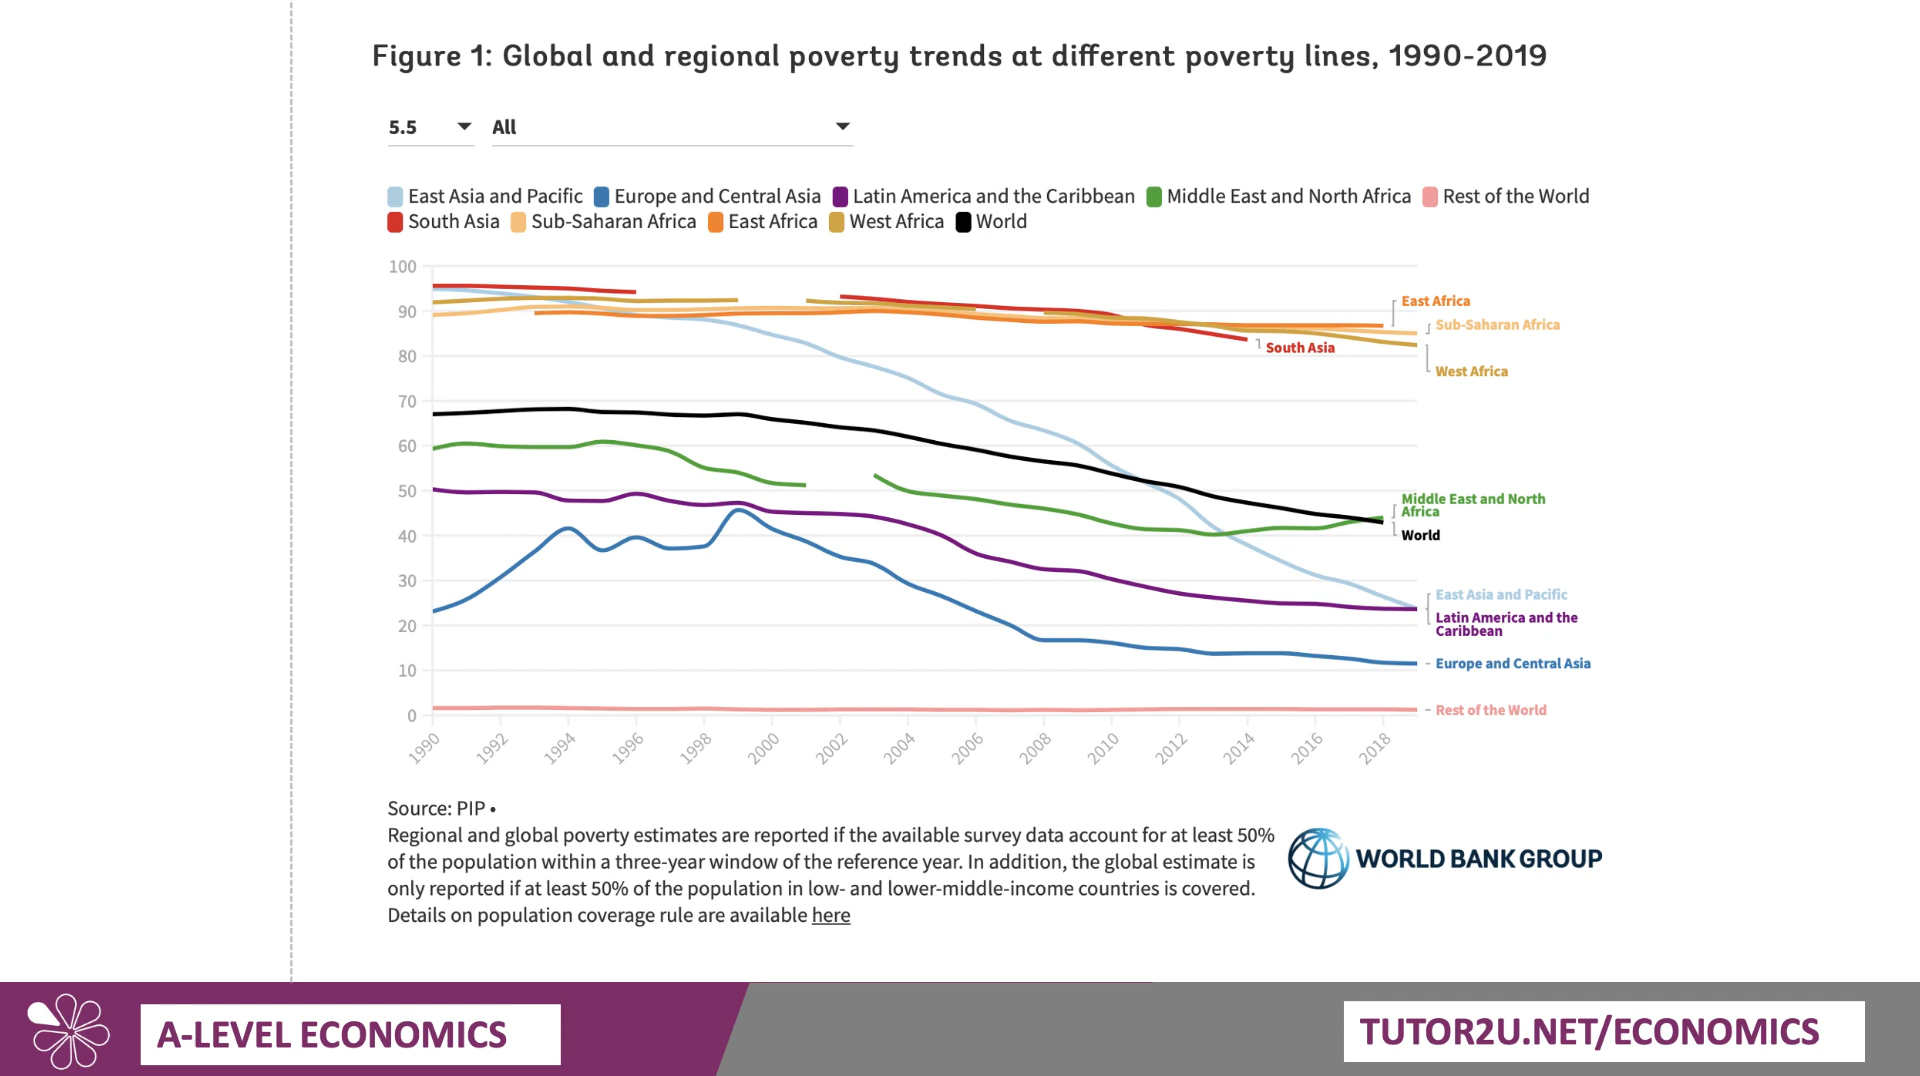 Figure 1: Global and regional poverty trends at different poverty lines, 1990-2019
5.5 All
East Asia and Pacific Europe and Central Asia Latin America and the Caribbean Middle East and North Africa Rest of the World
South Asia Sub-Saharan Africa East Africa West Africa World
100
90
80
70
60
50
40
30
20
10
0
East Africa
Sub-Saharan Africa
South Asia
West Africa
Middle East and North
Africa
World
East Asia and Pacific
Latin America and the
Caribbean
Europe and Central Asia
Rest of the World
1990 1992 1994 1996 1998 2000 2002 2004 2006 2008 2010 2012 2014 2016 2018
Source: PIP •
Regional and global poverty estimates are reported if the available survey data account for at least 50%
of the population within a three-year window of the reference year. In addition, the global estimate is
only reported if at least 50% of the population in low- and lower-middle-income countries is covered.
Details on population coverage rule are available here
WORLD BANK GROUP
A-LEVEL ECONOMICS
TUTOR2U.NET/ECONOMICS